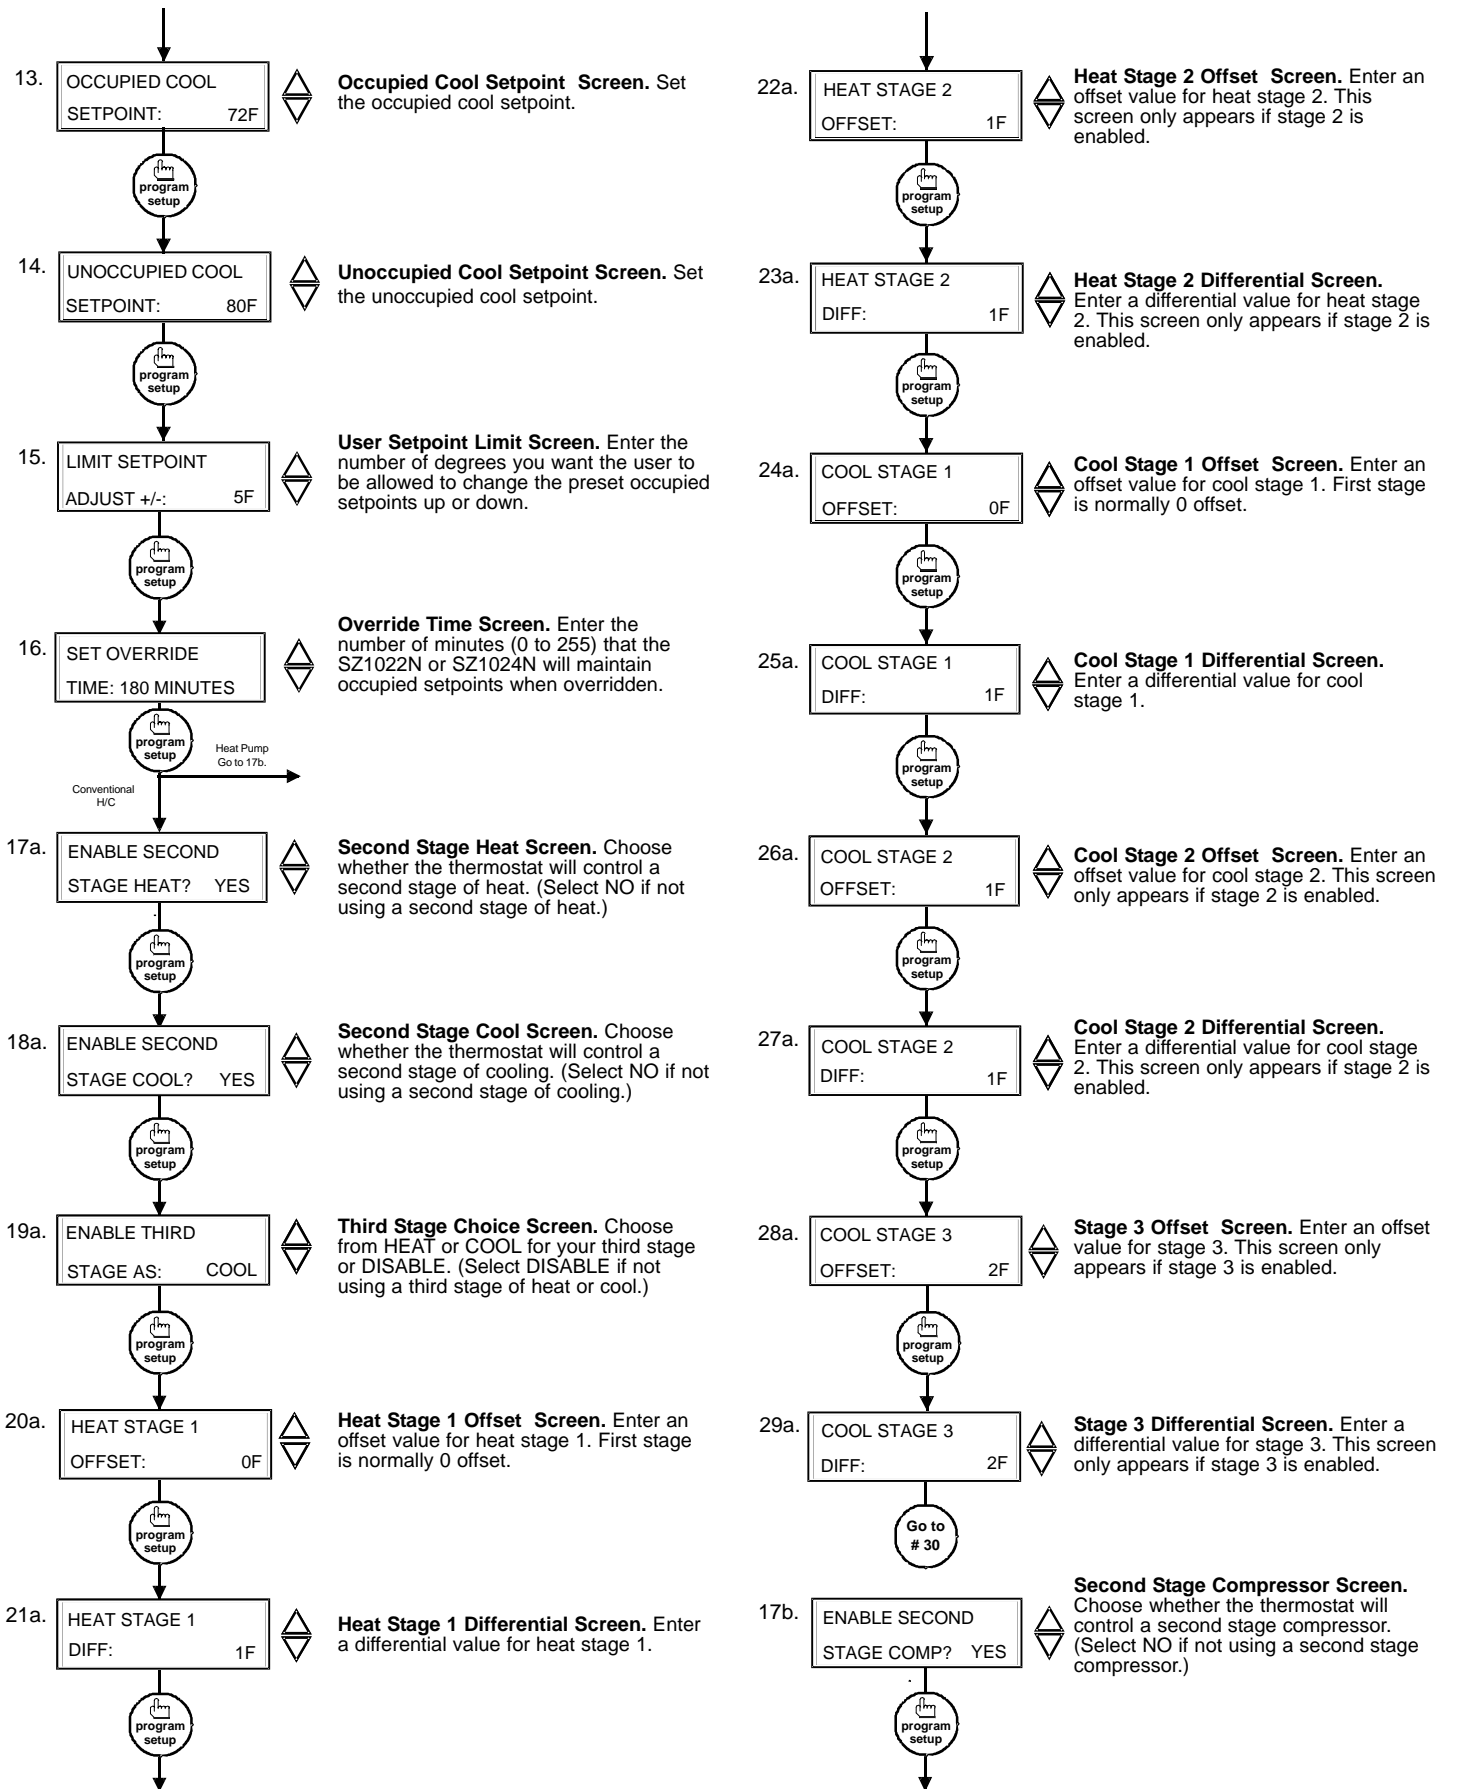 13.
OCCUPIED COOL
SETPOINT: 72F
Occupied Cool Setpoint Screen. Set
the occupied cool setpoint.
program
setup
14.
UNOCCUPIED COOL
SETPOINT: 80F
Unoccupied Cool Setpoint Screen. Set
the unoccupied cool setpoint.
program
setup
15.
LIMIT SETPOINT
ADJUST +/-: 5F
User Setpoint Limit Screen. Enter the
number of degrees you want the user to
be allowed to change the preset occupied
setpoints up or down.
program
setup
16.
SET OVERRIDE
TIME: 180 MINUTES
Override Time Screen. Enter the
number of minutes (0 to 255) that the
SZ1022N or SZ1024N will maintain
occupied setpoints when overridden.
program
setup
Heat Pump
Go to 17b.
Conventional
H/C
17a.
ENABLE SECOND
STAGE HEAT? YES
Second Stage Heat Screen. Choose
whether the thermostat will control a
second stage of heat. (Select NO if not
using a second stage of heat.)
program
setup
18a.
ENABLE SECOND
STAGE COOL? YES
Second Stage Cool Screen. Choose
whether the thermostat will control a
second stage of cooling. (Select NO if not
using a second stage of cooling.)
program
setup
19a.
ENABLE THIRD
STAGE AS: COOL
Third Stage Choice Screen. Choose
from HEAT or COOL for your third stage
or DISABLE. (Select DISABLE if not
using a third stage of heat or cool.)
program
setup
20a.
HEAT STAGE 1
OFFSET: 0F
Heat Stage 1 Offset Screen. Enter an
offset value for heat stage 1. First stage
is normally 0 offset.
program
setup
21a.
HEAT STAGE 1
DIFF: 1F
Heat Stage 1 Differential Screen. Enter
a differential value for heat stage 1.
program
setup
22a.
HEAT STAGE 2
OFFSET: 1F
Heat Stage 2 Offset Screen. Enter an
offset value for heat stage 2. This
screen only appears if stage 2 is
enabled.
program
setup
23a.
HEAT STAGE 2
DIFF: 1F
Heat Stage 2 Differential Screen.
Enter a differential value for heat stage
2. This screen only appears if stage 2 is
enabled.
program
setup
24a.
COOL STAGE 1
OFFSET: 0F
Cool Stage 1 Offset Screen. Enter an
offset value for cool stage 1. First stage
is normally 0 offset.
program
setup
25a.
COOL STAGE 1
DIFF: 1F
Cool Stage 1 Differential Screen.
Enter a differential value for cool
stage 1.
program
setup
26a.
COOL STAGE 2
OFFSET: 1F
Cool Stage 2 Offset Screen. Enter an
offset value for cool stage 2. This screen
only appears if stage 2 is enabled.
program
setup
27a.
COOL STAGE 2
DIFF: 1F
Cool Stage 2 Differential Screen.
Enter a differential value for cool stage
2. This screen only appears if stage 2 is
enabled.
program
setup
28a.
COOL STAGE 3
OFFSET: 2F
Stage 3 Offset Screen. Enter an offset
value for stage 3. This screen only
appears if stage 3 is enabled.
program
setup
29a.
COOL STAGE 3
DIFF: 2F
Stage 3 Differential Screen. Enter a
differential value for stage 3. This screen
only appears if stage 3 is enabled.
Go to
# 30
17b.
ENABLE SECOND
STAGE COMP? YES
Second Stage Compressor Screen.
Choose whether the thermostat will
control a second stage compressor.
(Select NO if not using a second stage
compressor.)
program
setup